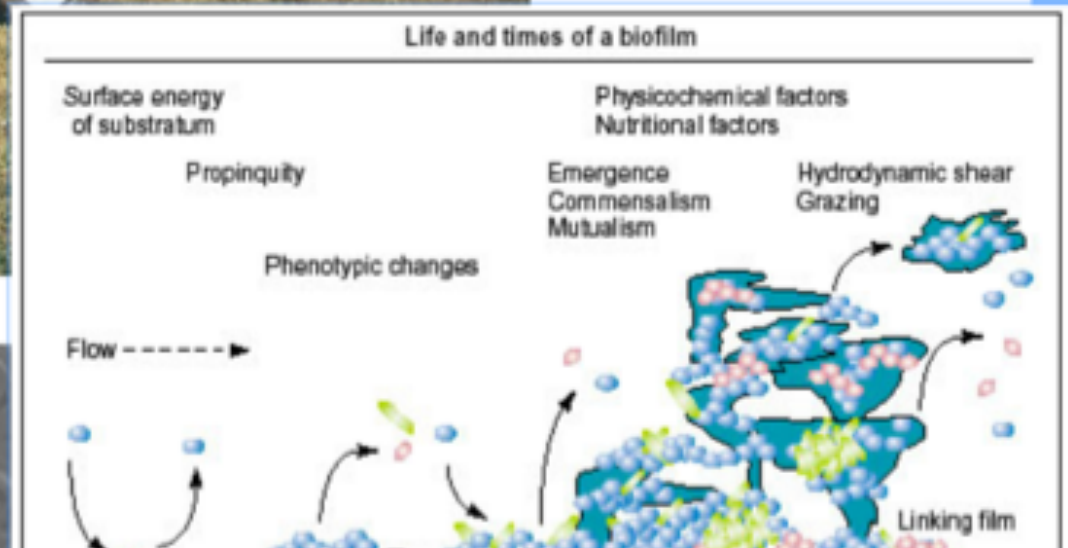 Life and times of a biofilm
Surface energy
of substratum
Physicochemical factors
Nutritional factors
Propinquity
Emergence
Commensalism
Mutualism
Hydrodynamic shear
Grazing
Phenotypic changes
Flow
Linking film